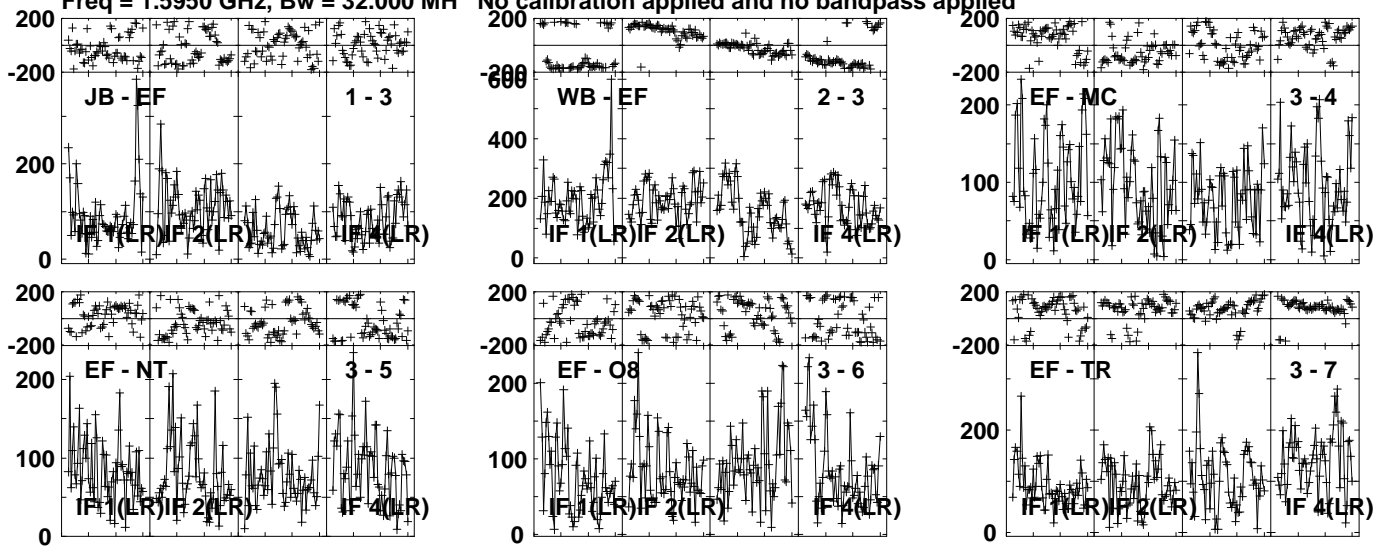 Freq = 1.5950 GHz, Bw = 32.000 MH No calibration applied and no bandpass applied
200
-200
JB - EF 1 - 3
200
0
IF 1(LR) IF 2(LR) IF 4(LR)
200
-200
600
WB - EF 2 - 3
400
200
0
IF 1(LR) IF 2(LR) IF 4(LR)
200
-200
EF - MC 3 - 4
200
100
0
IF 1(LR) IF 2(LR) IF 4(LR)
200
-200
EF - NT 3 - 5
200
100
0
IF 1(LR) IF 2(LR) IF 4(LR)
200
-200
EF - O8 3 - 6
200
100
0
IF 1(LR) IF 2(LR) IF 4(LR)
200
-200
EF - TR 3 - 7
200
0
IF 1(LR) IF 2(LR) IF 4(LR)